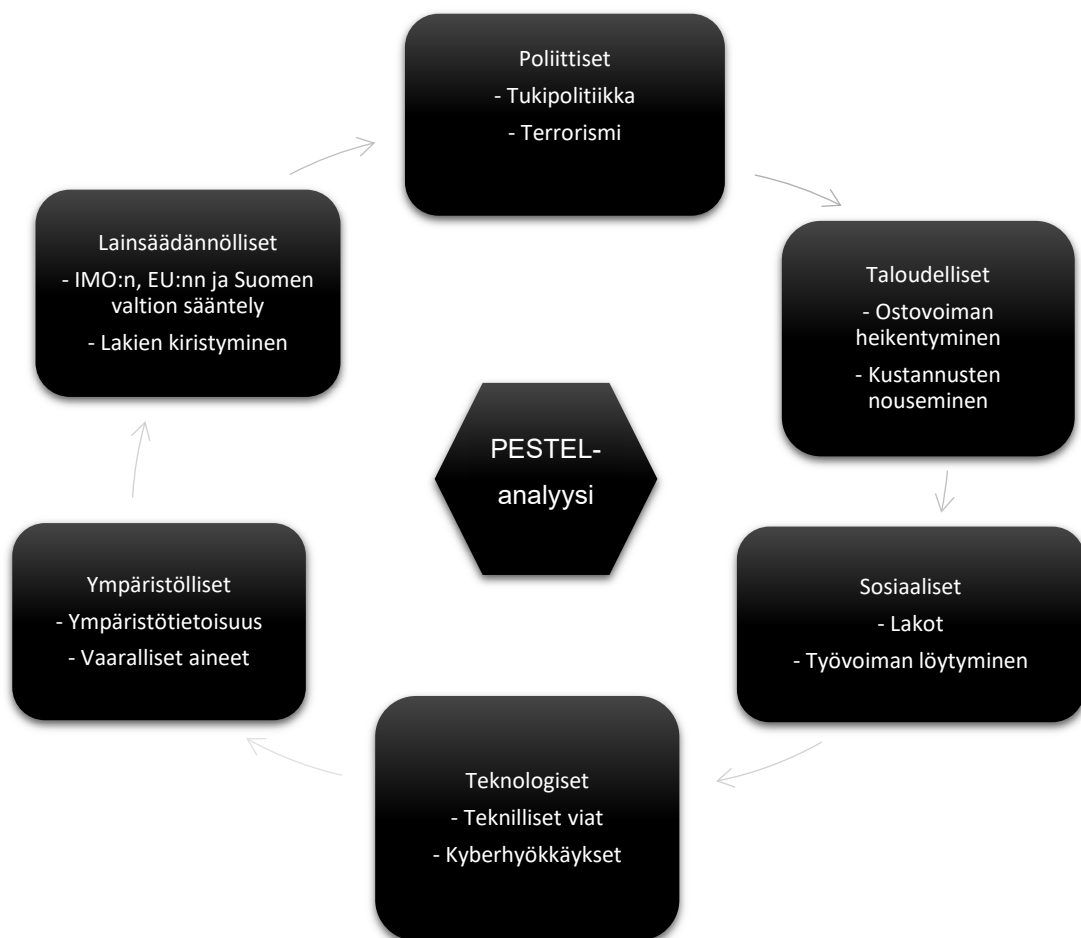 Poliittiset
- Tukipolitiikka
- Terrorismi
Taloudelliset
- Ostovoiman
heikentyminen
- Kustannusten
nouseminen
Sosiaaliset
- Lakot
- Työvoiman löytyminen
Teknologiset
- Teknilliset viat
- Kyberhyökkäykset
Ympäristölliset
- Ympäristötietoisuus
- Vaaralliset aineet
Lainsäädännölliset
- IMO:n, EU:nn ja Suomen
valtion sääntely
- Lakien kiristyminen
PESTEL-
analyysi